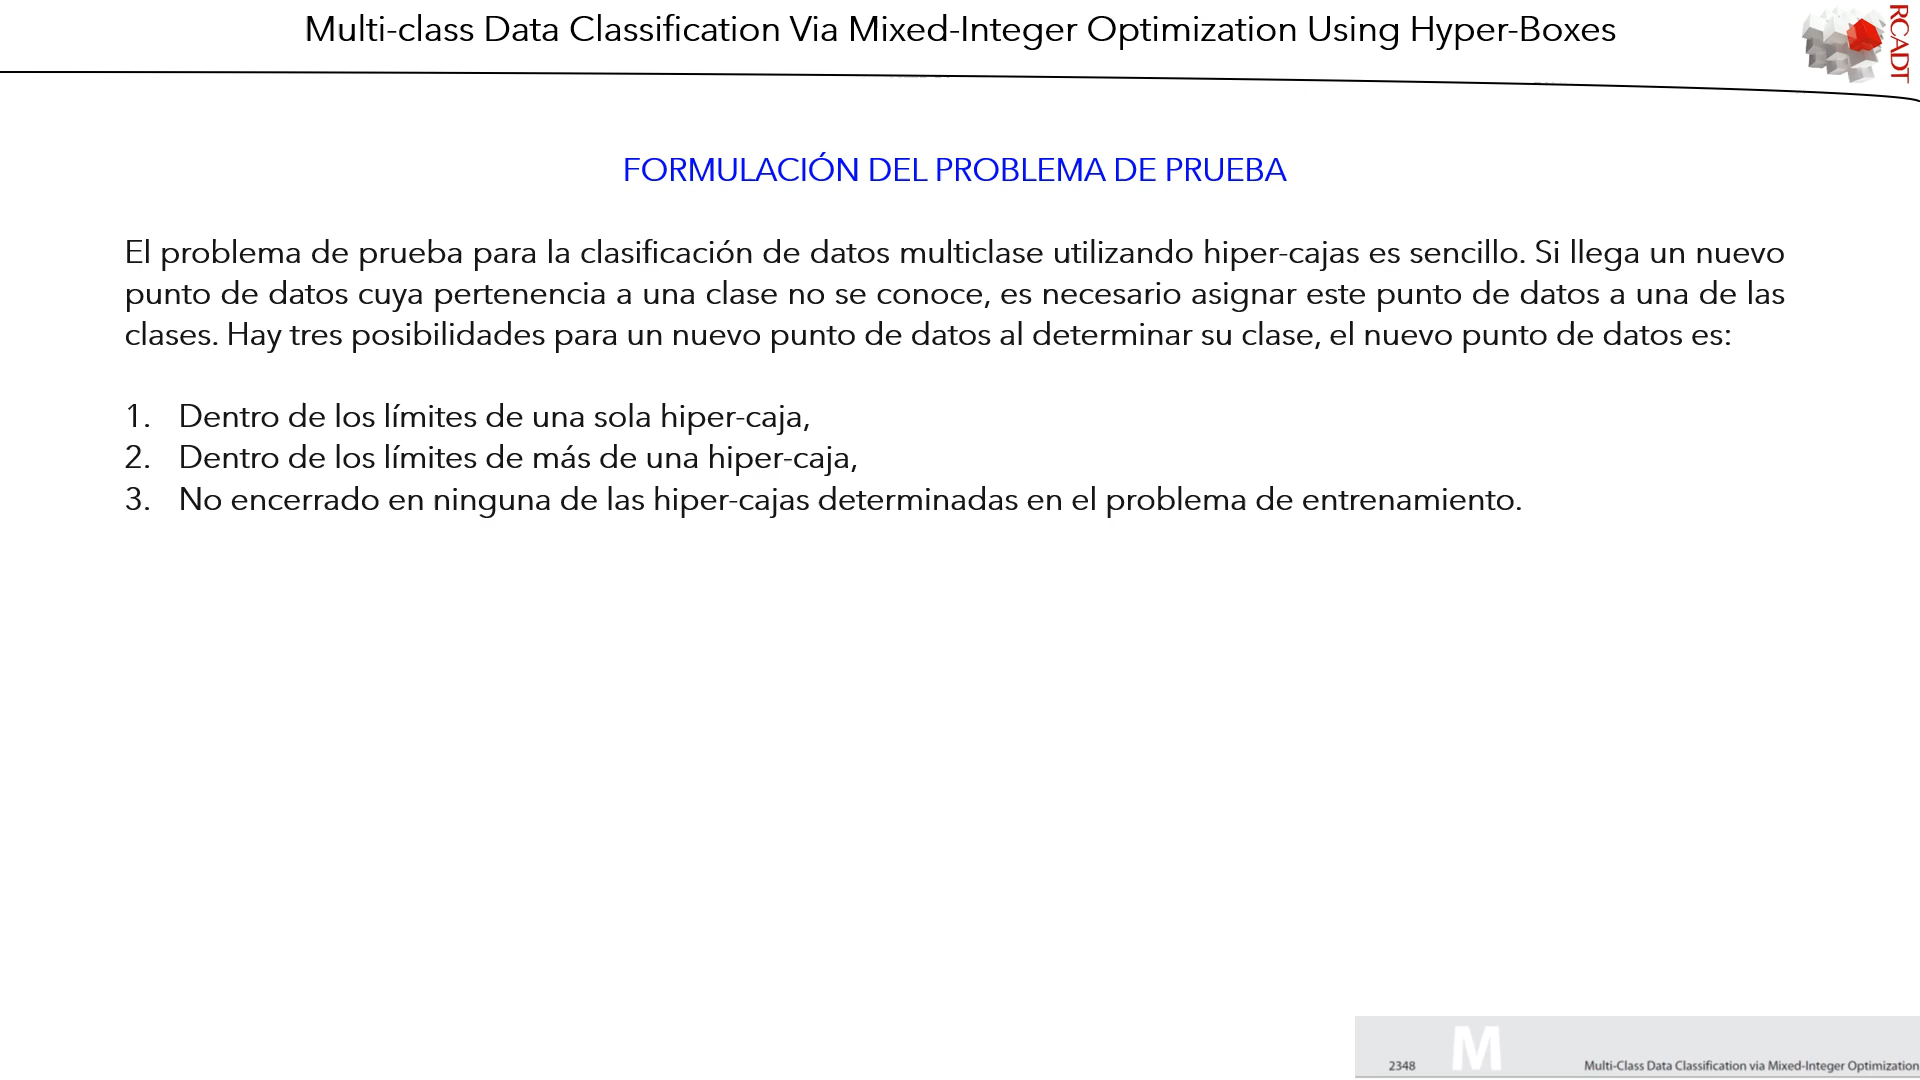 Multi-class Data Classification Via Mixed-Integer Optimization Using Hyper-Boxes
RCADT
FORMULACIÓN DEL PROBLEMA DE PRUEBA
El problema de prueba para la clasificación de datos multiclase utilizando hiper-cajas es sencillo. Si llega un nuevo
punto de datos cuya pertenencia a una clase no se conoce, es necesario asignar este punto de datos a una de las
clases. Hay tres posibilidades para un nuevo punto de datos al determinar su clase, el nuevo punto de datos es:
1. Dentro de los límites de una sola hiper-caja,
2. Dentro de los límites de más de una hiper-caja,
3. No encerrado en ninguna de las hiper-cajas determinadas en el problema de entrenamiento.
2348 M Multi-Class Data Classification via Mixed-Integer Optimization